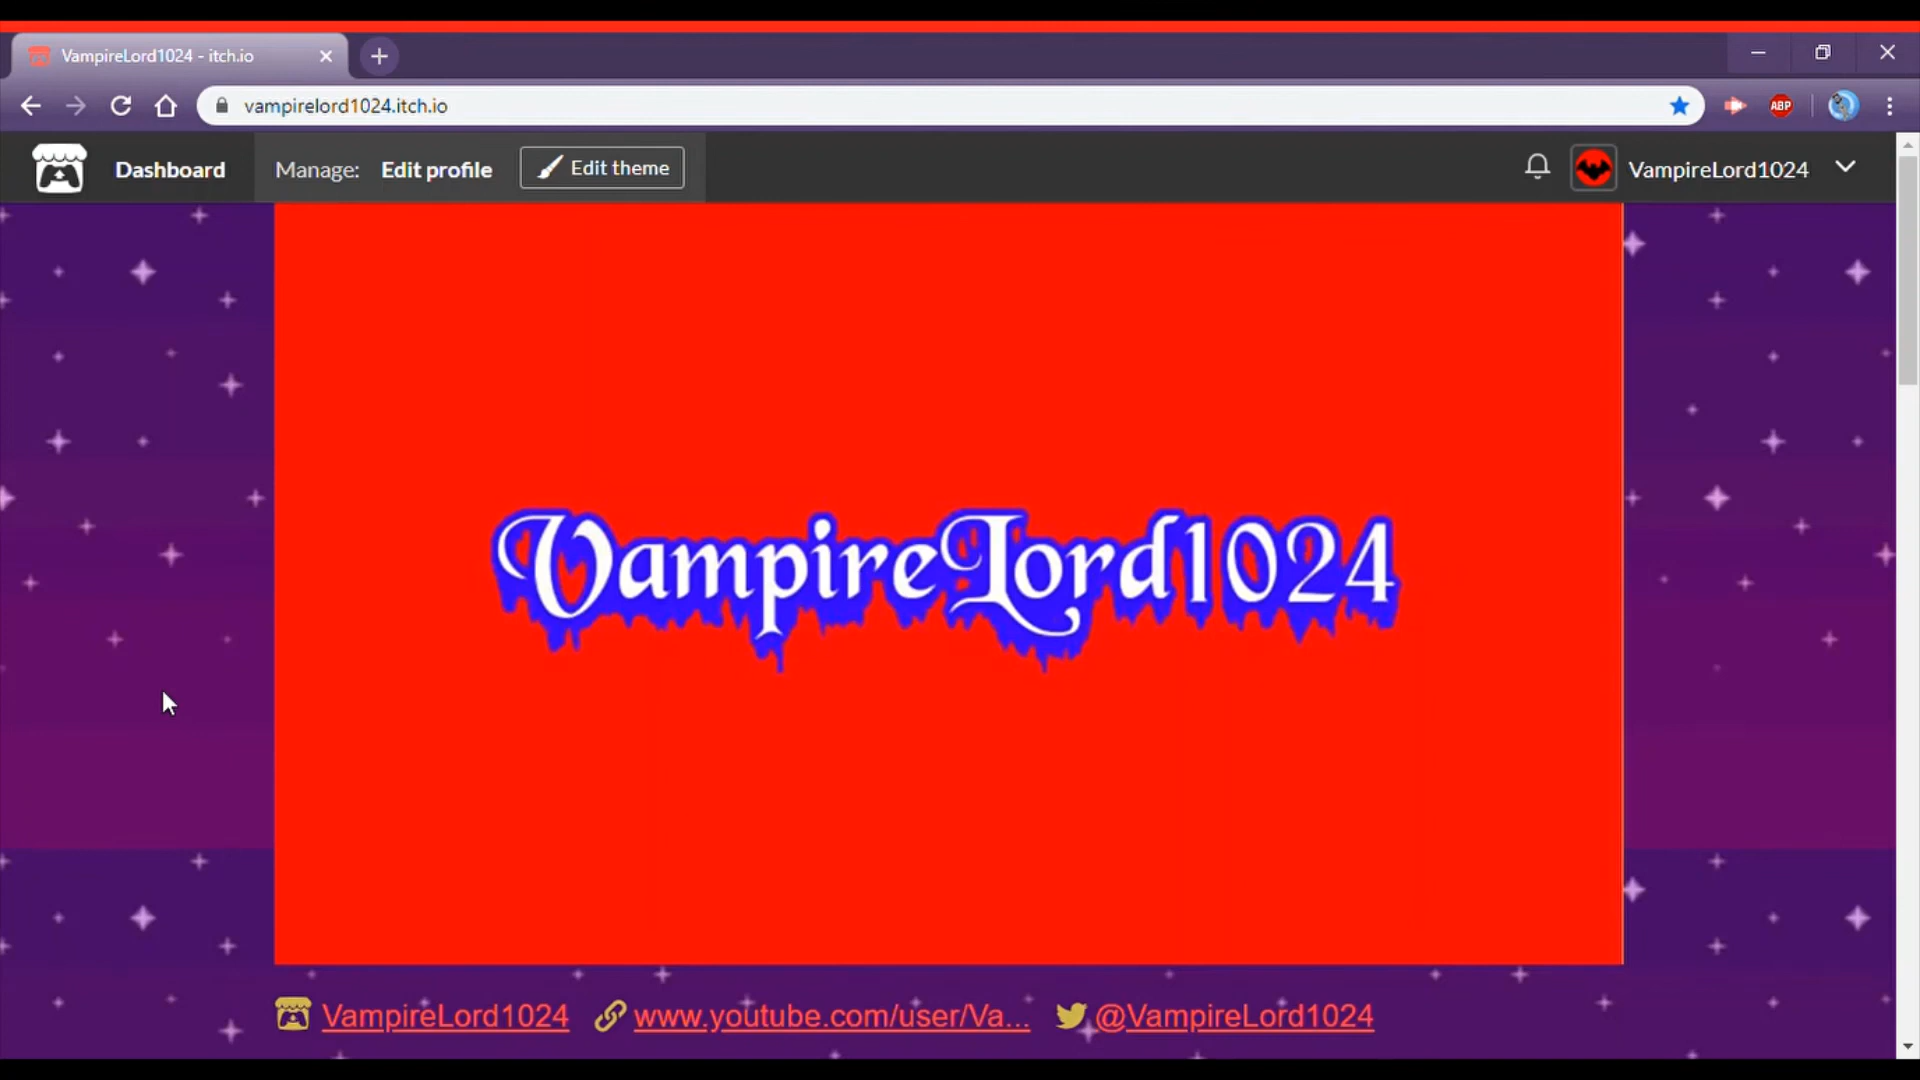 VampireLord1024 - itch.io
vampirelord1024.itch.io
ABP
Dashboard Manage: Edit profile Edit theme VampireLord1024
VampireLord1024
VampireLord1024 www.youtube.com/user/Va... @VampireLord1024